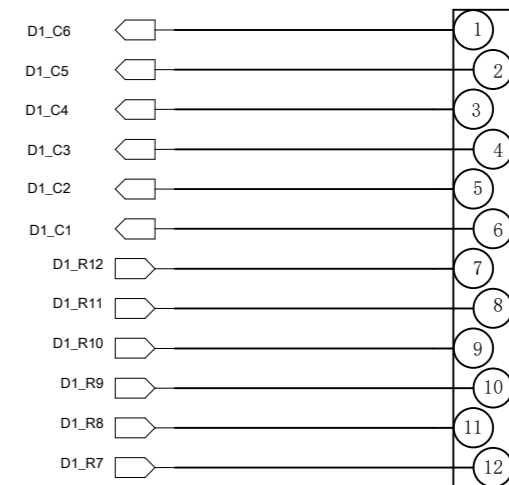 D1_C6 1
D1_C5 2
D1_C4 3
D1_C3 4
D1_C2 5
D1_C1 6
D1_R12 7
D1_R11 8
D1_R10 9
D1_R9 10
D1_R8 11
D1_R7 12